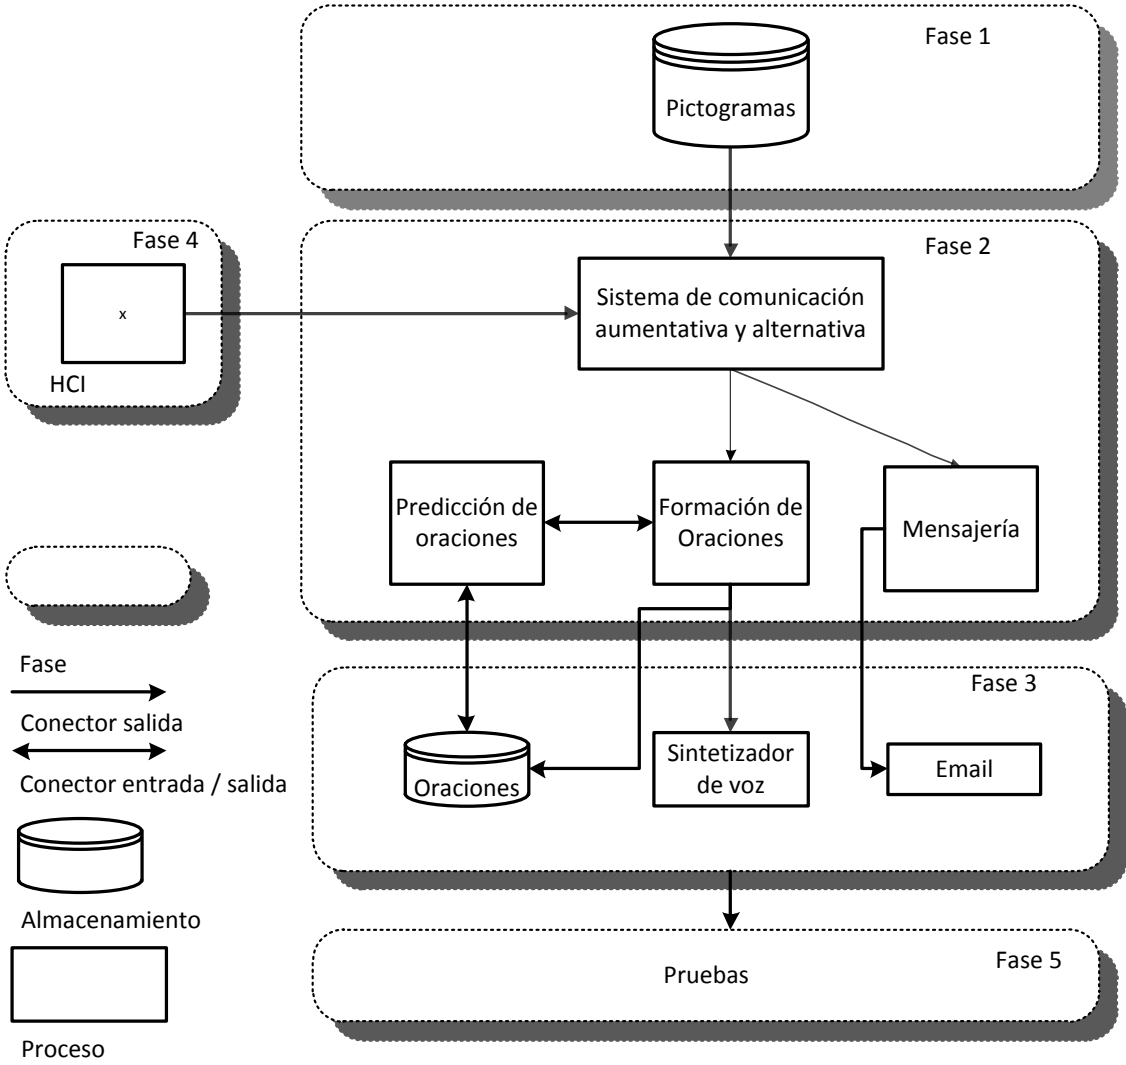 Fase 1
Pictogramas
Fase 4
x
HCI
Fase 2
Sistema de comunicación
aumentativa y alternativa
Predicción de
oraciones
Formación de
Oraciones
Mensajería
Fase 3
Oraciones
Sintetizador
de voz
Email
Fase 5
Pruebas
Fase
Conector salida
Conector entrada / salida
Almacenamiento
Proceso